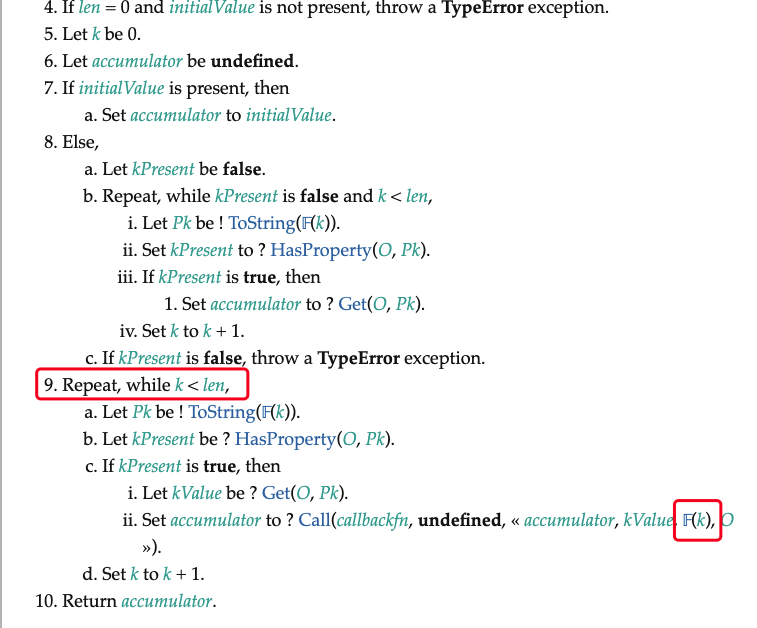 4. If len = 0 and initialValue is not present, throw a TypeError exception.
5. Let k be 0.
6. Let accumulator be undefined.
7. If initialValue is present, then
a. Set accumulator to initialValue.
8. Else,
a. Let kPresent be false.
b. Repeat, while kPresent is false and k < len,
i. Let Pk be ! ToString(𝔽(k)).
ii. Set kPresent to ? HasProperty(O, Pk).
iii. If kPresent is true, then
1. Set accumulator to ? Get(O, Pk).
iv. Set k to k + 1.
c. If kPresent is false, throw a TypeError exception.
9. Repeat, while k < len,
a. Let Pk be ! ToString(𝔽(k)).
b. Let kPresent be ? HasProperty(O, Pk).
c. If kPresent is true, then
i. Let kValue be ? Get(O, Pk).
ii. Set accumulator to ? Call(callbackfn, undefined, « accumulator, kValue, 𝔽(k), O
»).
d. Set k to k + 1.
10. Return accumulator.